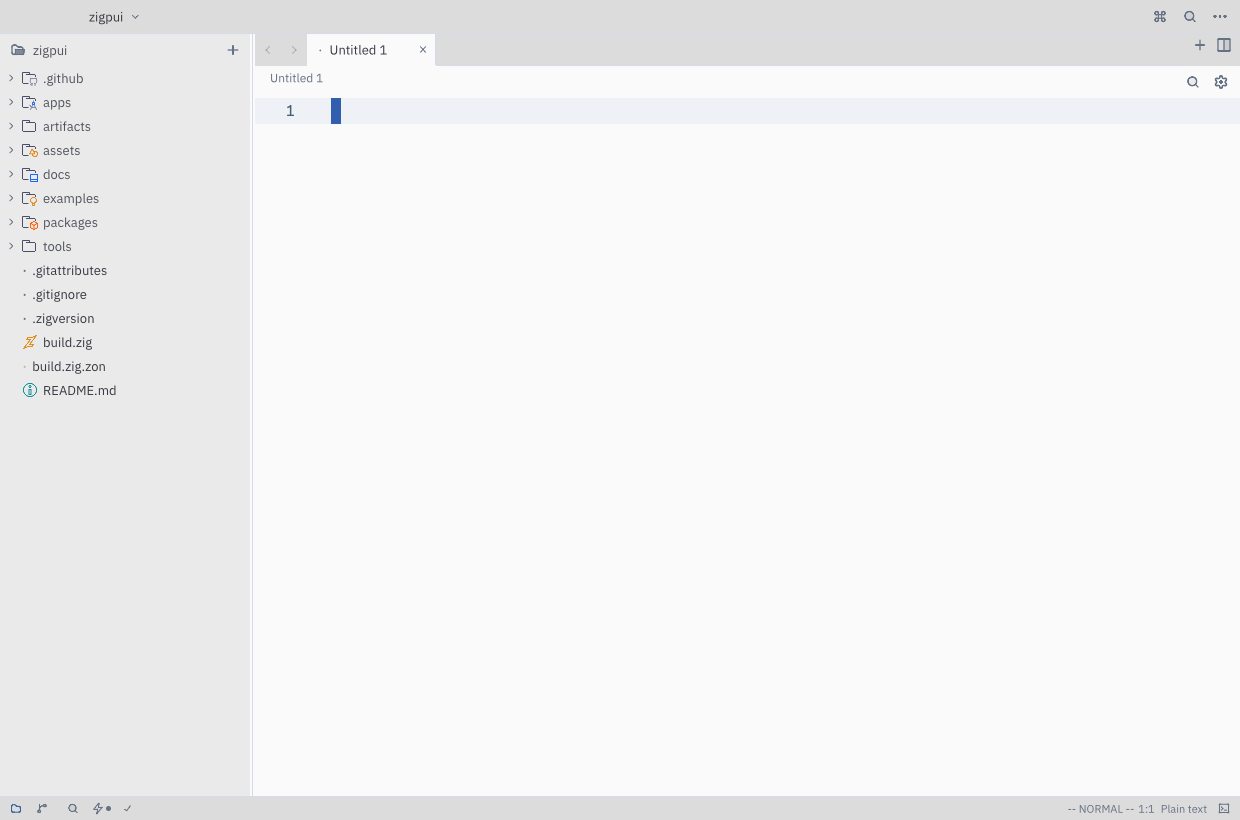 zigpui
zigpui
Untitled 1
Untitled 1
.github
apps
artifacts
assets
docs
examples
packages
tools
.gitattributes
.gitignore
.zigversion
build.zig
build.zig.zon
README.md
1
-- NORMAL -- 1:1 Plain text